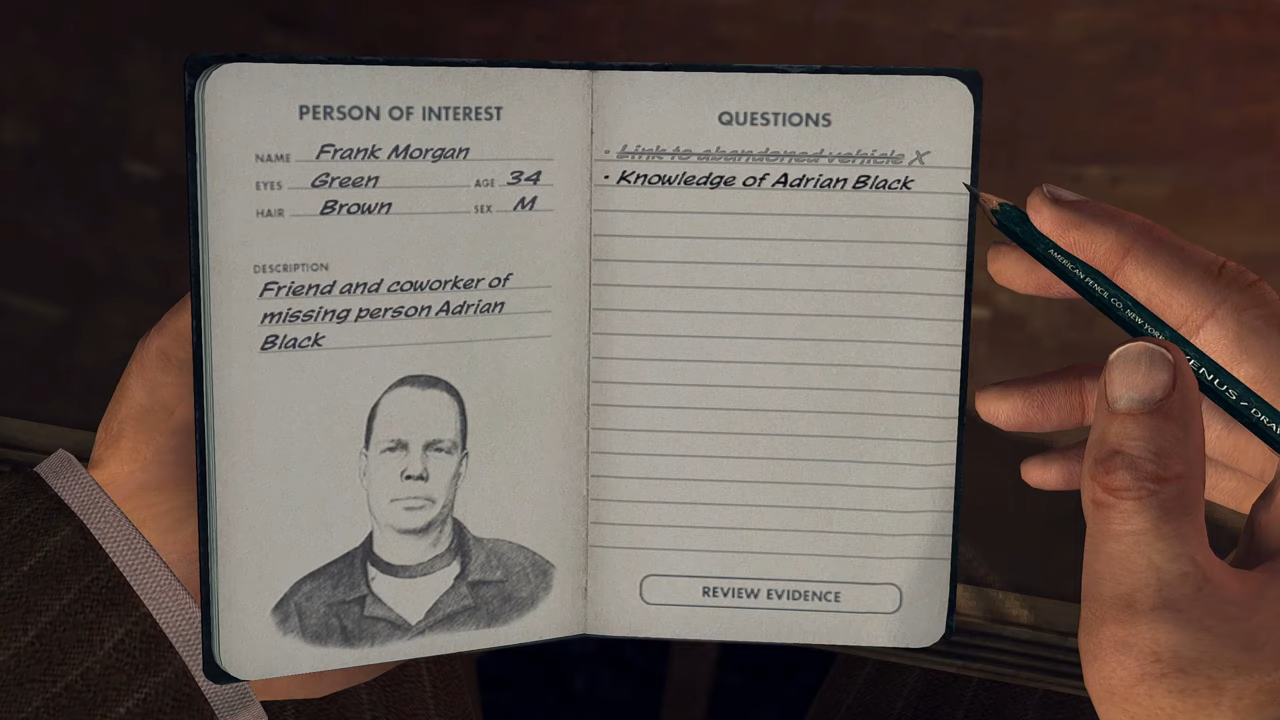 PERSON OF INTEREST
NAME Frank Morgan
EYES Green AGE 34
HAIR Brown SEX M
DESCRIPTION
Friend and coworker of
missing person Adrian
Black
QUESTIONS
· Link to abandoned vehicle X
· Knowledge of Adrian Black
REVIEW EVIDENCE
AMERICAN PENCIL CO. NEW YORK VENUS / DRA